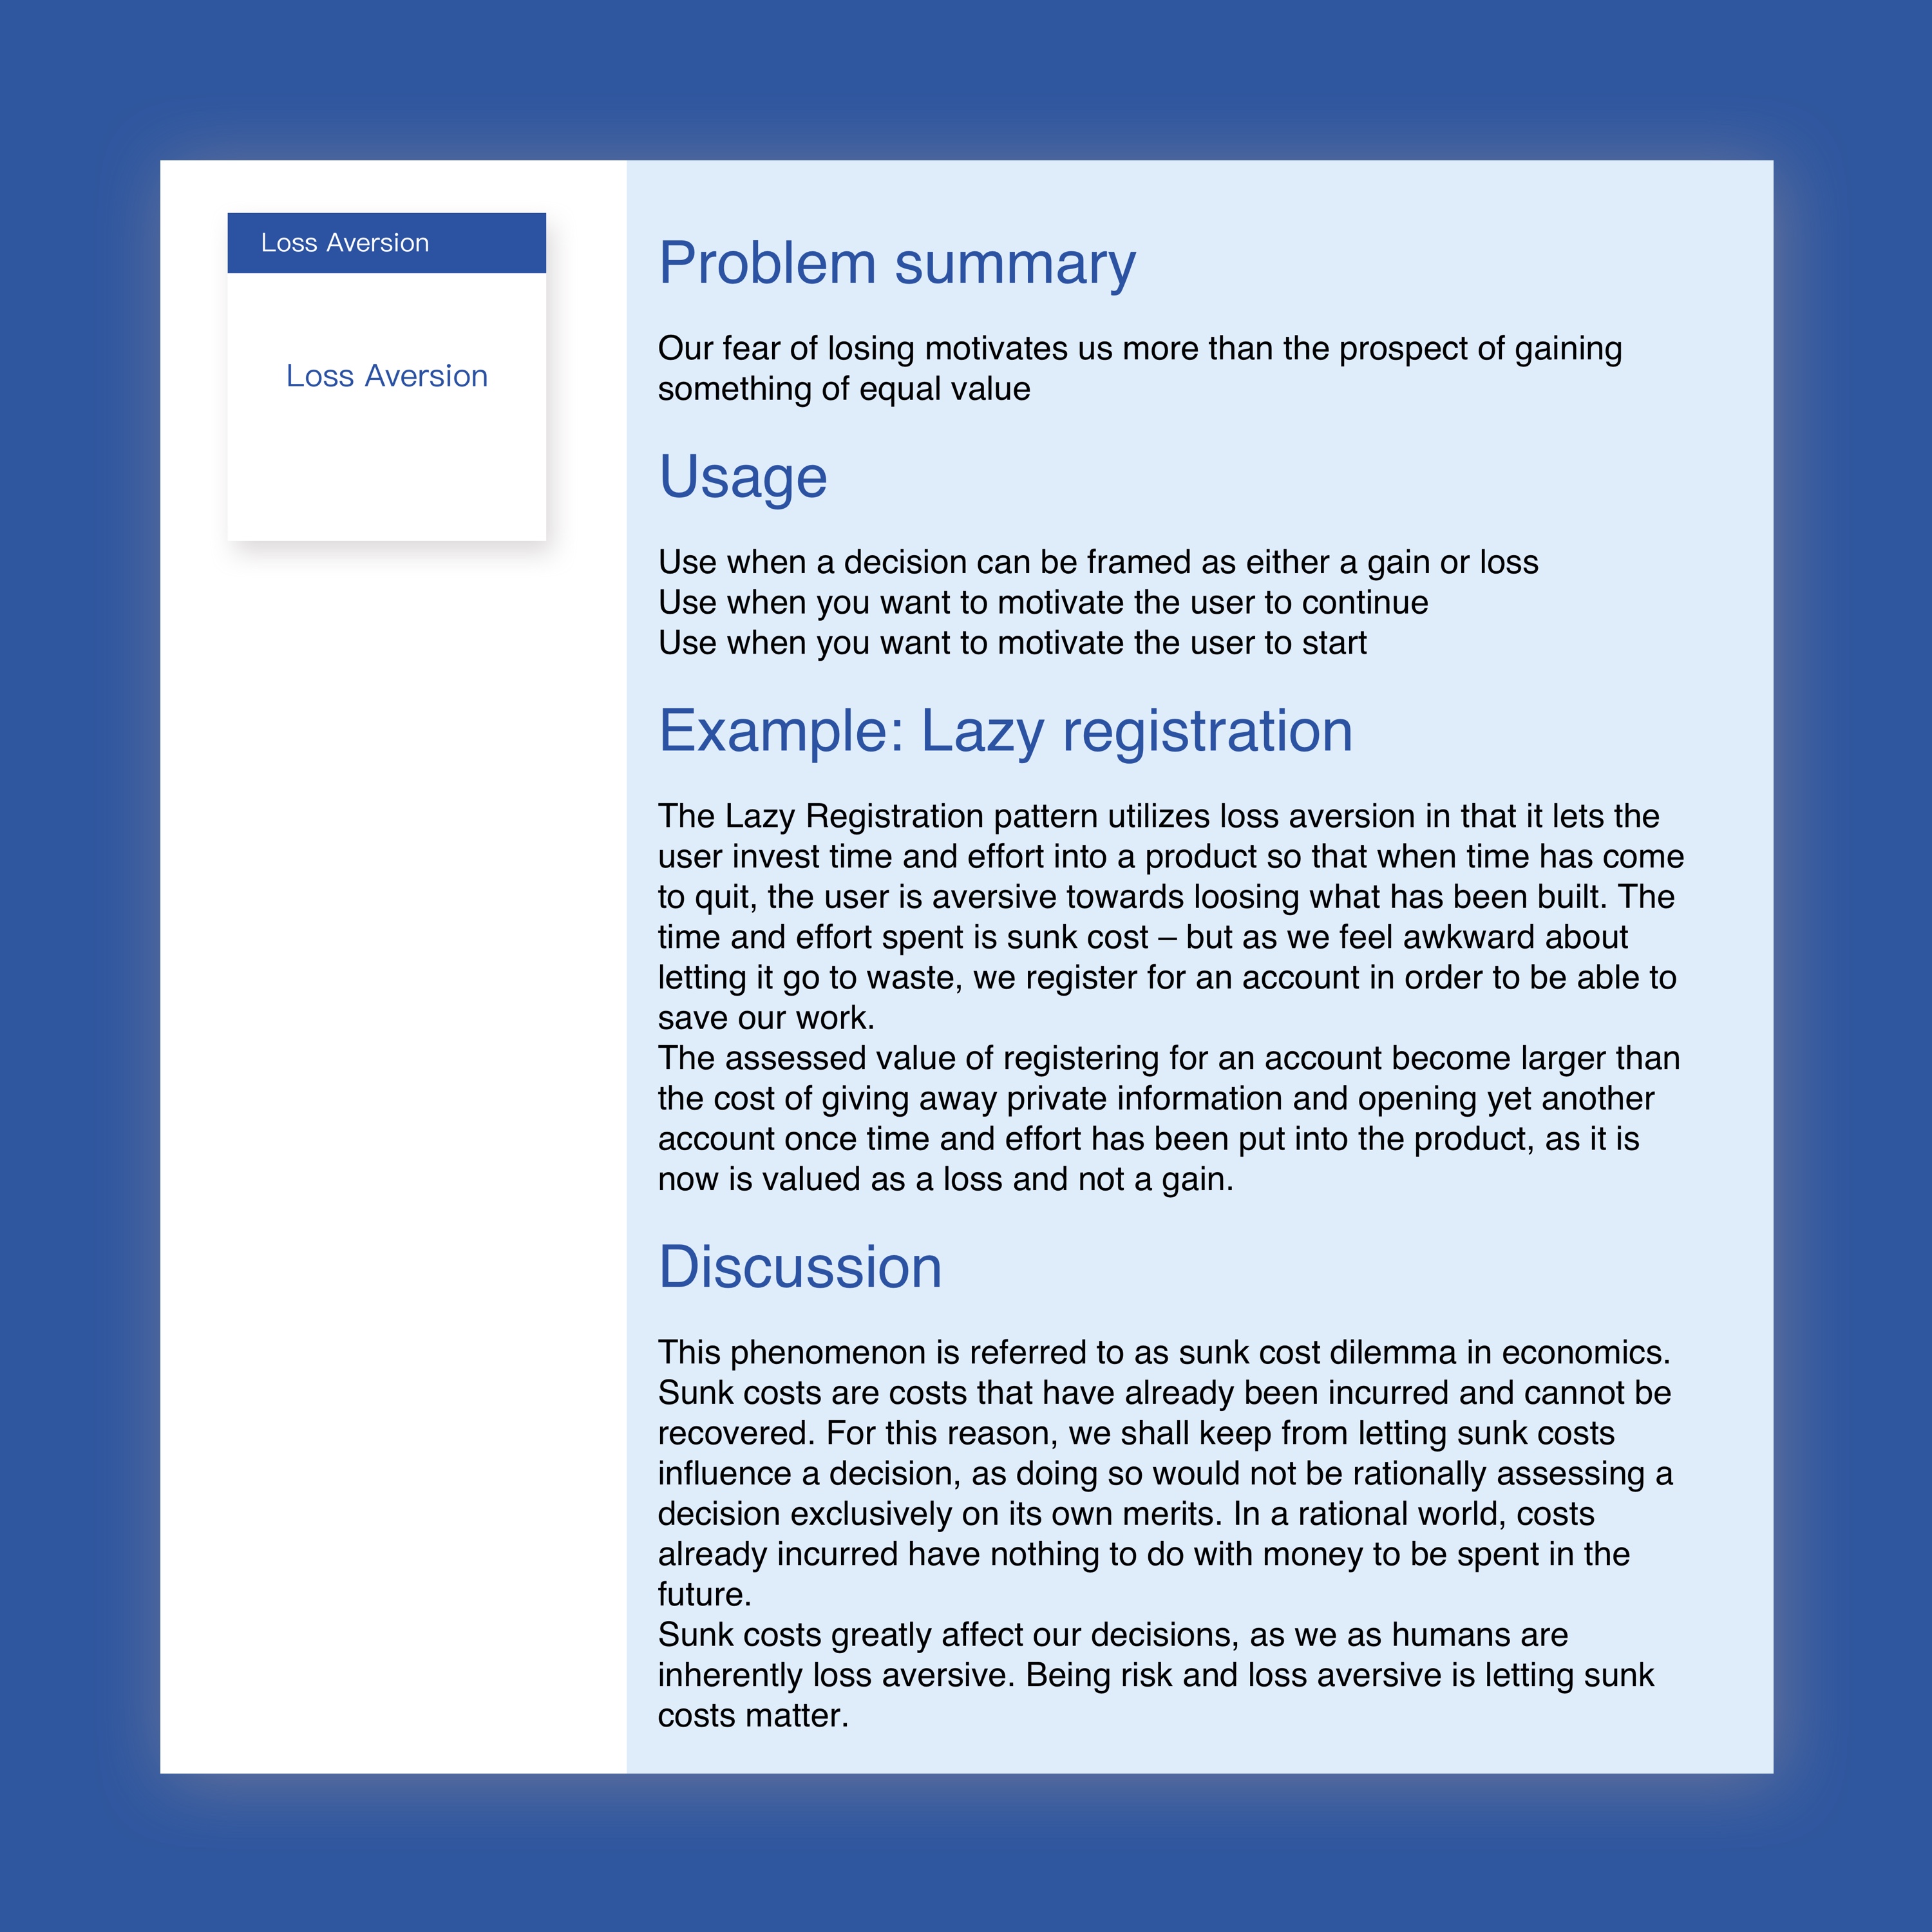 Loss Aversion
Loss Aversion
Problem summary
Our fear of losing motivates us more than the prospect of gaining
something of equal value
Usage
Use when a decision can be framed as either a gain or loss
Use when you want to motivate the user to continue
Use when you want to motivate the user to start
Example: Lazy registration
The Lazy Registration pattern utilizes loss aversion in that it lets the
user invest time and effort into a product so that when time has come
to quit, the user is aversive towards loosing what has been built. The
time and effort spent is sunk cost – but as we feel awkward about
letting it go to waste, we register for an account in order to be able to
save our work.
The assessed value of registering for an account become larger than
the cost of giving away private information and opening yet another
account once time and effort has been put into the product, as it is
now is valued as a loss and not a gain.
Discussion
This phenomenon is referred to as sunk cost dilemma in economics.
Sunk costs are costs that have already been incurred and cannot be
recovered. For this reason, we shall keep from letting sunk costs
influence a decision, as doing so would not be rationally assessing a
decision exclusively on its own merits. In a rational world, costs
already incurred have nothing to do with money to be spent in the
future.
Sunk costs greatly affect our decisions, as we as humans are
inherently loss aversive. Being risk and loss aversive is letting sunk
costs matter.